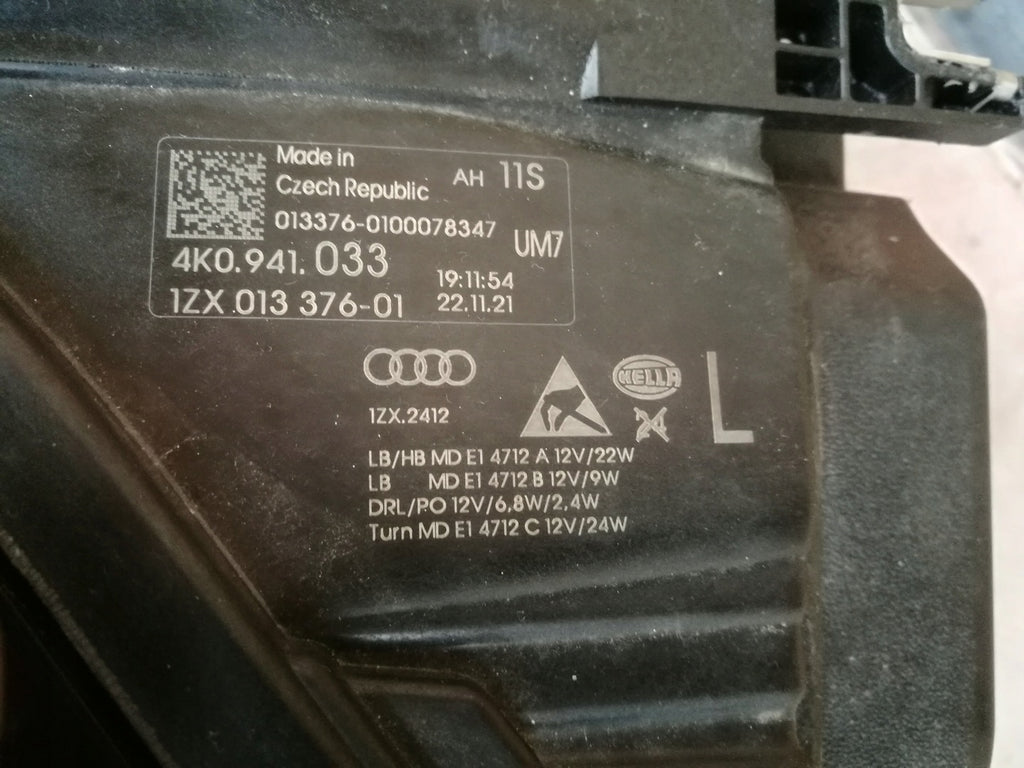 Made in
Czech Republic
AH 11S
013376-0100078347
UM7
4K0.941.033
19:11:54
1ZX.013 376-01
22.11.21
HELLA
L
1ZX.2412
LB/HB MD E1 4712 A 12V/22W
LB MD E1 4712 B 12V/9W
DRL/PO 12V/6,8W/2,4W
Turn MD E1 4712 C 12V/24W